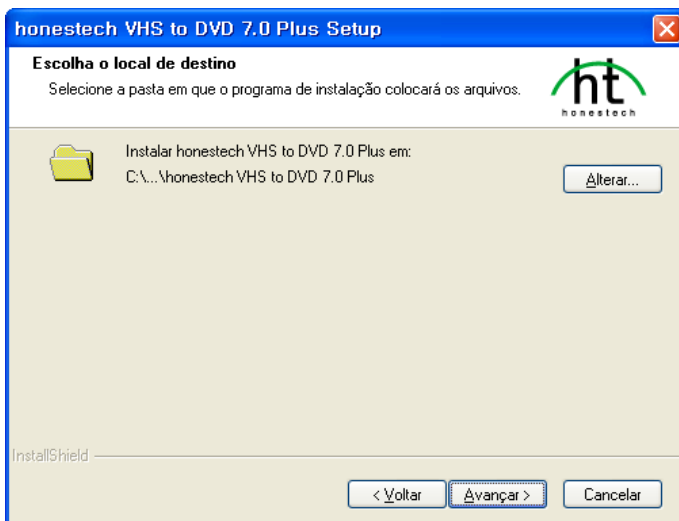 honestech VHS to DVD 7.0 Plus Setup
Escolha o local de destino
Selecione a pasta em que o programa de instalação colocará os arquivos.
ht
honestech
Instalar honestech VHS to DVD 7.0 Plus em:
C:\...\honestech VHS to DVD 7.0 Plus
Alterar...
InstallShield
< Voltar
Avançar >
Cancelar